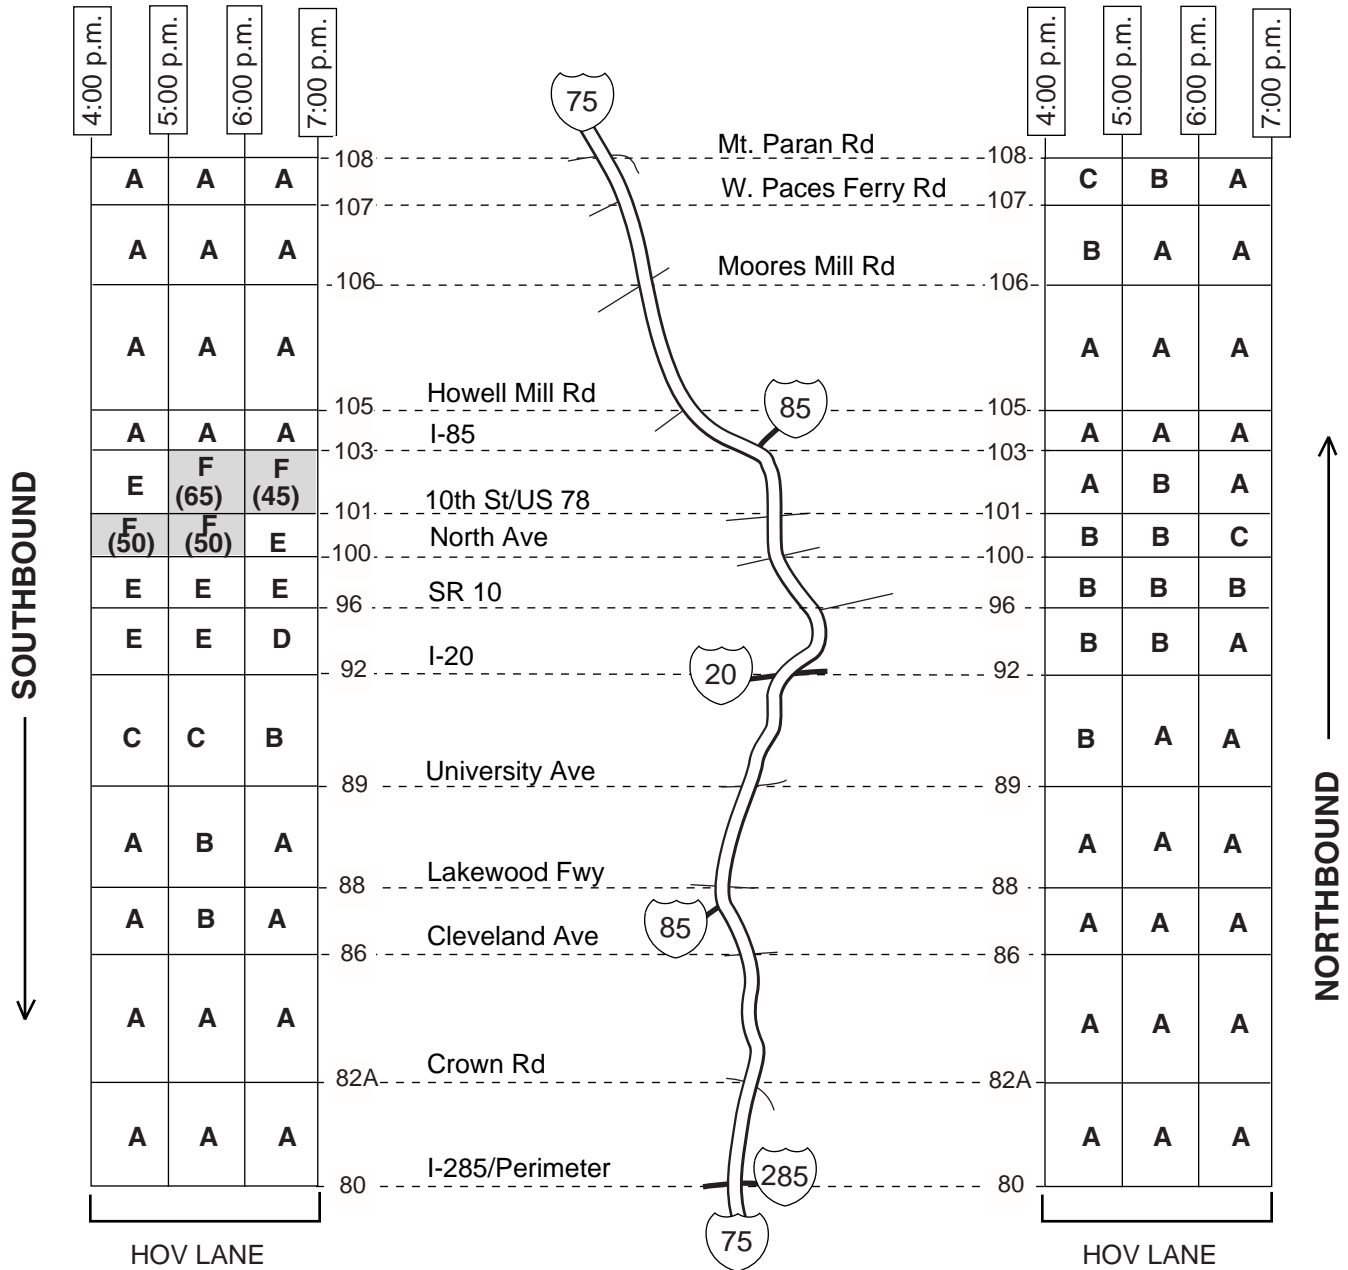 4:00 p.m. 5:00 p.m. 6:00 p.m. 7:00 p.m. 4:00 p.m. 5:00 p.m. 6:00 p.m. 7:00 p.m.
75
108 Mt. Paran Rd 108
A A A W. Paces Ferry Rd C B A
107 107
A A A B A A
Moores Mill Rd
106 106
A A A A A A
Howell Mill Rd 85
105 105
A A A I-85 A A A
103 103
E F (65) F (45) A B A
10th St/US 78
101 101
F (50) F (50) E North Ave B B C
100 100
E E E SR 10 B B B
96 96
E E D I-20 B B A
92 20 92
C C B B A A
University Ave
89 89
A B A A A A
Lakewood Fwy
88 88
A B A 85 A A A
Cleveland Ave
86 86
A A A A A A
Crown Rd
82A 82A
A A A A A A
I-285/Perimeter 285
80 80
75
HOV LANE HOV LANE
SOUTHBOUND
NORTHBOUND